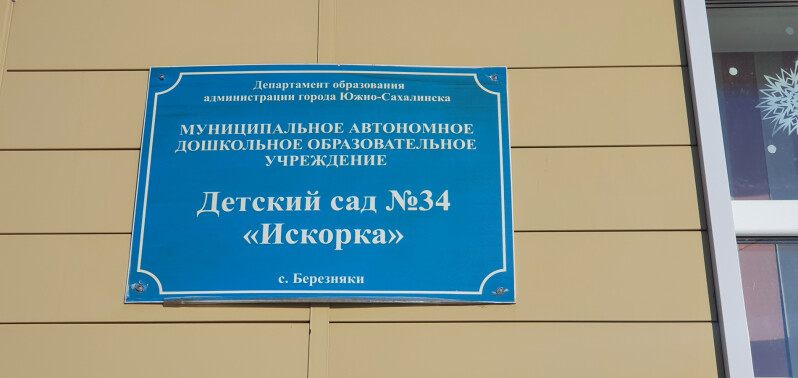 Департамент образования
администрации города Южно-Сахалинска
МУНИЦИПАЛЬНОЕ АВТОНОМНОЕ
ДОШКОЛЬНОЕ ОБРАЗОВАТЕЛЬНОЕ
УЧРЕЖДЕНИЕ
Детский сад №34
«Искорка»
с. Березняки